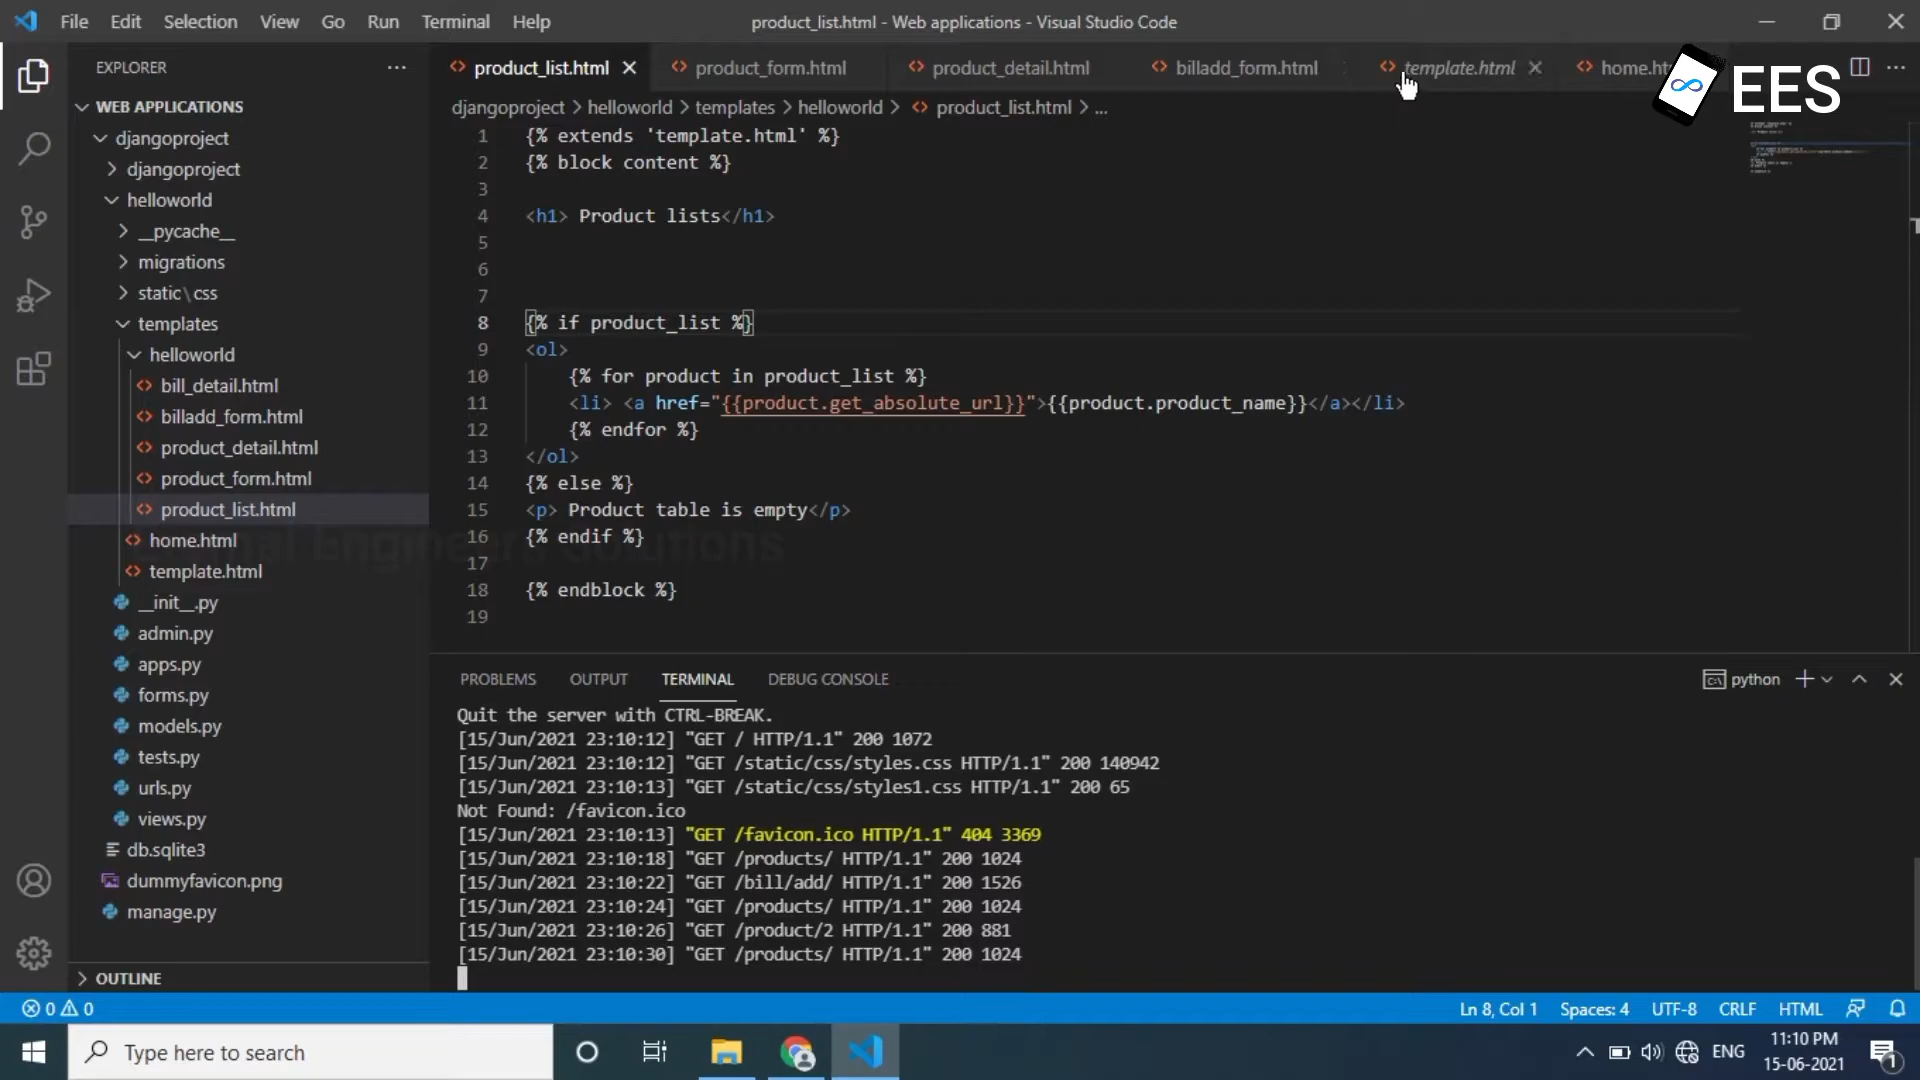 File Edit Selection View Go Run Terminal Help
product_list.html - Web applications - Visual Studio Code
EXPLORER
product_list.html
product_form.html
product_detail.html
billadd_form.html
template.html
EES
WEB APPLICATIONS
djangoproject
djangoproject
helloworld
__pycache__
migrations
static\css
templates
helloworld
bill_detail.html
billadd_form.html
product_detail.html
product_form.html
product_list.html
home.html
template.html
__init__.py
admin.py
apps.py
forms.py
models.py
tests.py
urls.py
views.py
db.sqlite3
dummyfavicon.png
manage.py
OUTLINE
djangoproject > helloworld > templates > helloworld > product_list.html > ...
1 {% extends 'template.html' %}
2 {% block content %}
3
4 <h1> Product lists</h1>
5
6
7
8 {% if product_list %}
9 <ol>
10 {% for product in product_list %}
11 <li> <a href="{{product.get_absolute_url}}">{{product.product_name}}</a></li>
12 {% endfor %}
13 </ol>
14 {% else %}
15 <p> Product table is empty</p>
16 {% endif %}
17
18 {% endblock %}
19
PROBLEMS OUTPUT TERMINAL DEBUG CONSOLE
python
Quit the server with CTRL-BREAK.
[15/Jun/2021 23:10:12] "GET / HTTP/1.1" 200 1072
[15/Jun/2021 23:10:12] "GET /static/css/styles.css HTTP/1.1" 200 140942
[15/Jun/2021 23:10:13] "GET /static/css/styles1.css HTTP/1.1" 200 65
Not Found: /favicon.ico
[15/Jun/2021 23:10:13] "GET /favicon.ico HTTP/1.1" 404 3369
[15/Jun/2021 23:10:18] "GET /products/ HTTP/1.1" 200 1024
[15/Jun/2021 23:10:22] "GET /bill/add/ HTTP/1.1" 200 1526
[15/Jun/2021 23:10:24] "GET /products/ HTTP/1.1" 200 1024
[15/Jun/2021 23:10:26] "GET /product/2 HTTP/1.1" 200 881
[15/Jun/2021 23:10:30] "GET /products/ HTTP/1.1" 200 1024
0 0
Ln 8, Col 1 Spaces: 4 UTF-8 CRLF HTML
Type here to search
ENG
11:10 PM
15-06-2021
1